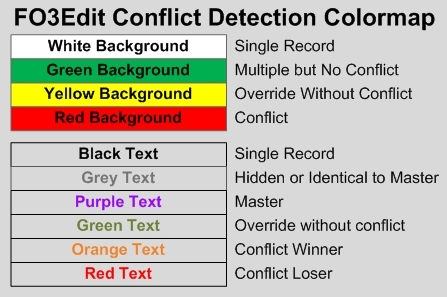 FO3Edit Conflict Detection Colormap
White Background Single Record
Green Background Multiple but No Conflict
Yellow Background Override Without Conflict
Red Background Conflict
Black Text Single Record
Grey Text Hidden or Identical to Master
Purple Text Master
Green Text Override without conflict
Orange Text Conflict Winner
Red Text Conflict Loser